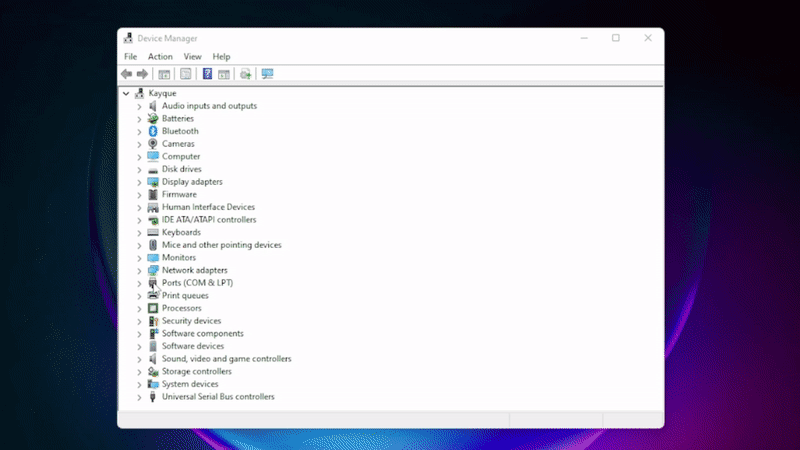 Device Manager
File Action View Help
Kayque
Audio inputs and outputs
Batteries
Bluetooth
Cameras
Computer
Disk drives
Display adapters
Firmware
Human Interface Devices
IDE ATA/ATAPI controllers
Keyboards
Mice and other pointing devices
Monitors
Network adapters
Ports (COM & LPT)
Print queues
Processors
Security devices
Software components
Software devices
Sound, video and game controllers
Storage controllers
System devices
Universal Serial Bus controllers